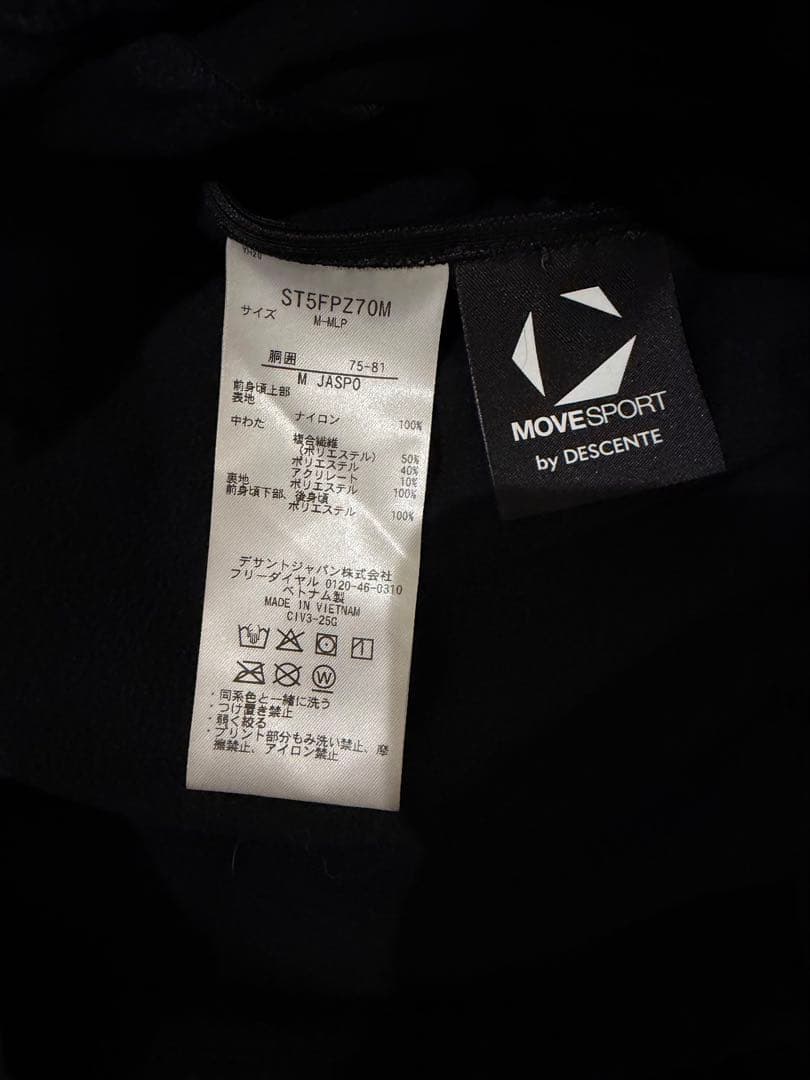 ST5FPZ70M
サイズ
M-MLP
胴囲 75-81
M JASPO
前身頃上部
表地
ナイロン 100%
中わた
複合繊維
(ポリエステル) 50%
ポリエステル 40%
アクリレート 10%
裏地 ポリエステル 100%
前身頃下部、後身頃
ポリエステル 100%
デサントジャパン株式会社
フリーダイヤル 0120-46-0310
ベトナム製
MADE IN VIETNAM
CIV3-25G
W
・同系色と一緒に洗う
・つけ置き禁止
・弱く絞る
・プリント部分もみ洗い禁止、摩
擦禁止、アイロン禁止
MOVESPORT
by DESCENTE